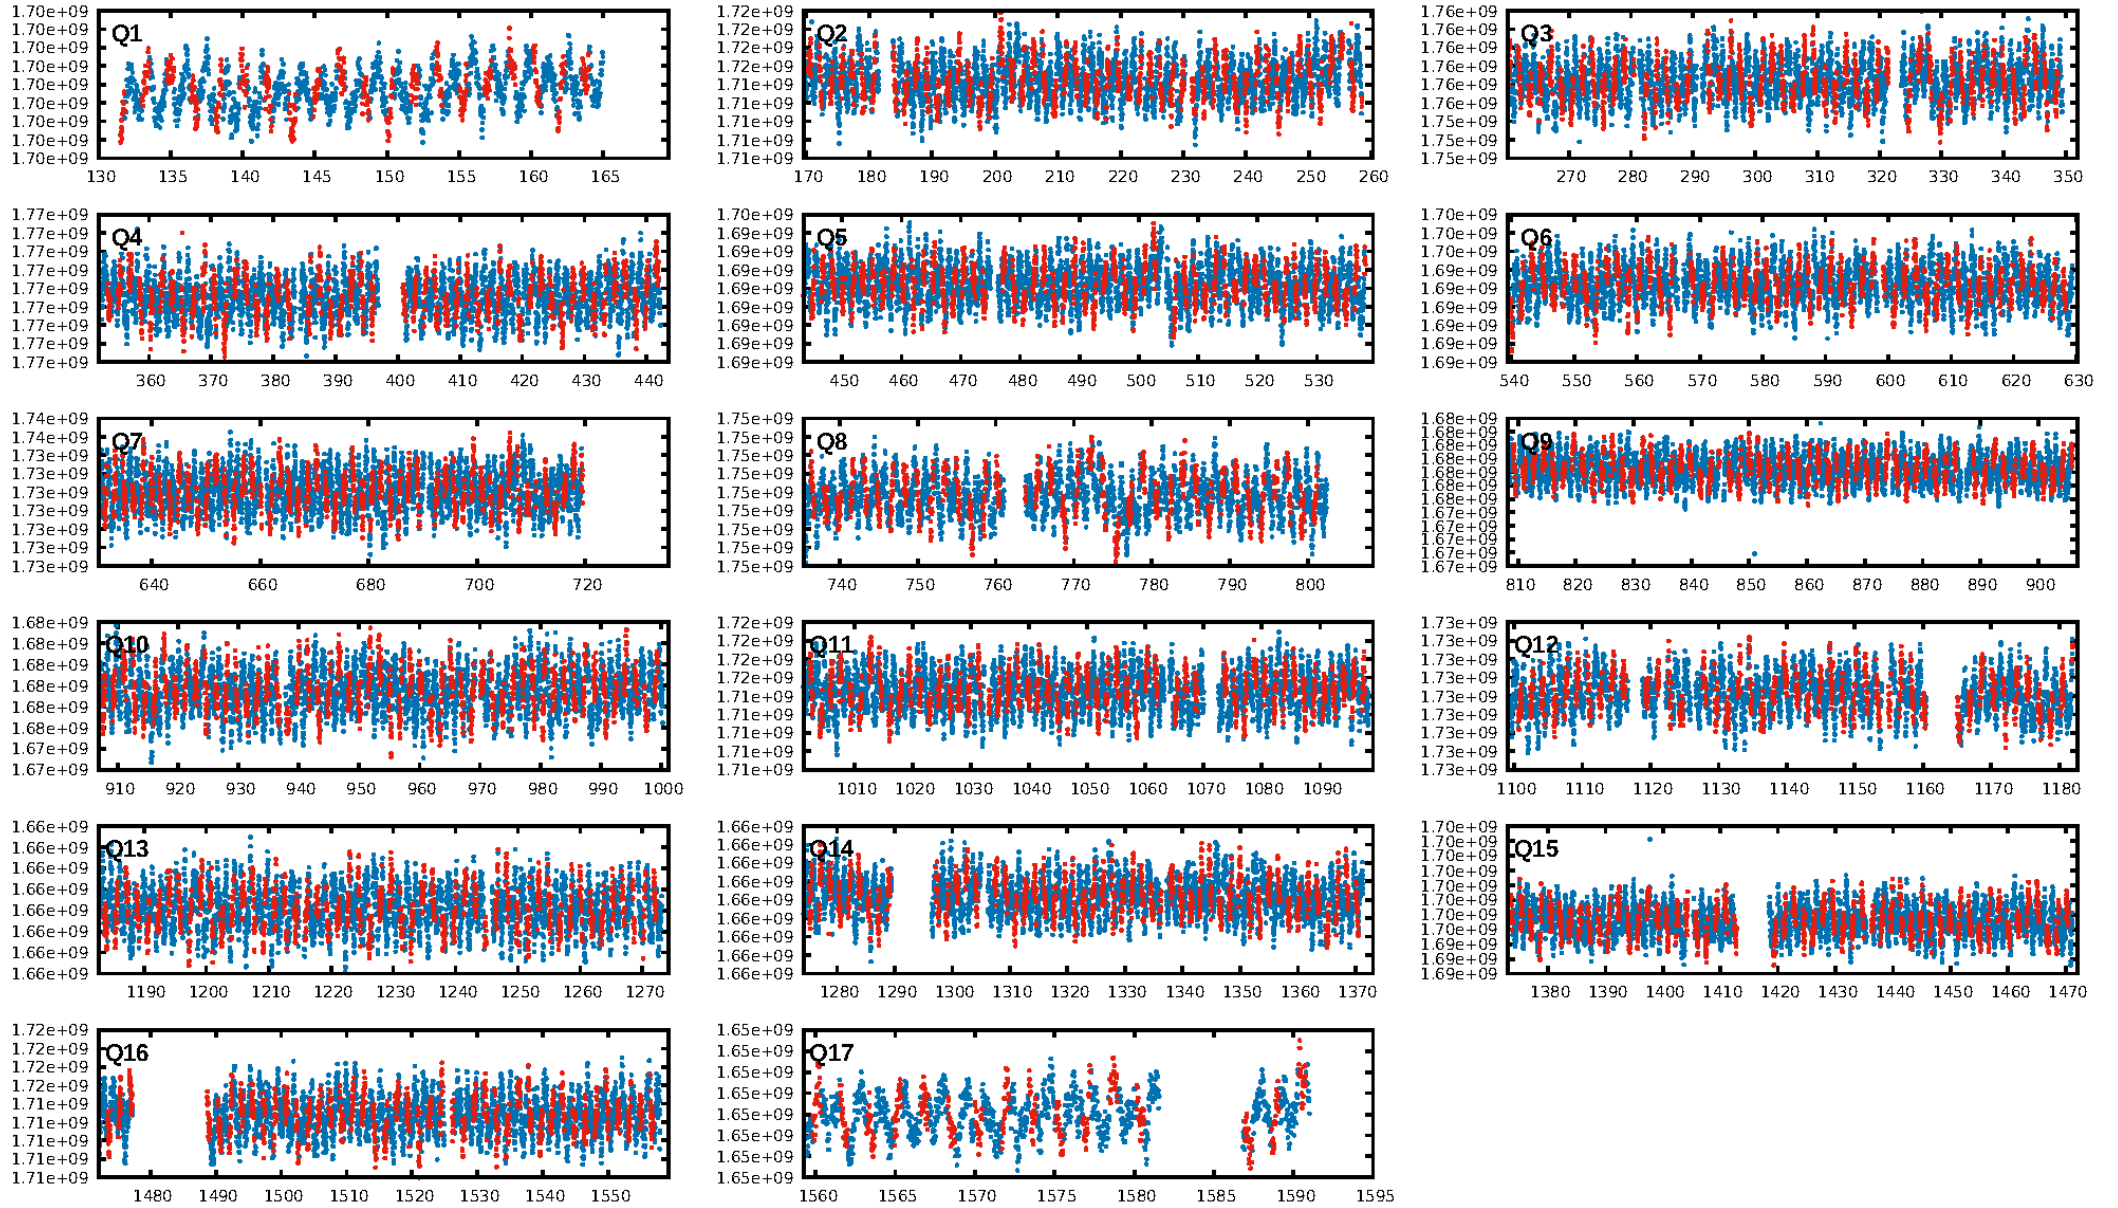 Q1
1.70e+09
1.70e+09
1.70e+09
1.70e+09
1.70e+09
1.70e+09
1.70e+09
1.70e+09
1.70e+09
130 135 140 145 150 155 160 165
Q2
1.72e+09
1.72e+09
1.72e+09
1.72e+09
1.71e+09
1.71e+09
1.71e+09
1.71e+09
1.71e+09
170 180 190 200 210 220 230 240 250 260
Q3
1.76e+09
1.76e+09
1.76e+09
1.76e+09
1.76e+09
1.76e+09
1.75e+09
1.75e+09
1.75e+09
270 280 290 300 310 320 330 340 350
Q4
1.77e+09
1.77e+09
1.77e+09
1.77e+09
1.77e+09
1.77e+09
1.77e+09
1.77e+09
1.77e+09
360 370 380 390 400 410 420 430 440
Q5
1.70e+09
1.69e+09
1.69e+09
1.69e+09
1.69e+09
1.69e+09
1.69e+09
1.69e+09
1.69e+09
450 460 470 480 490 500 510 520 530
Q6
1.70e+09
1.70e+09
1.70e+09
1.69e+09
1.69e+09
1.69e+09
1.69e+09
1.69e+09
1.69e+09
540 550 560 570 580 590 600 610 620 630
Q7
1.74e+09
1.74e+09
1.73e+09
1.73e+09
1.73e+09
1.73e+09
1.73e+09
1.73e+09
1.73e+09
640 660 680 700 720
Q8
1.75e+09
1.75e+09
1.75e+09
1.75e+09
1.75e+09
1.75e+09
1.75e+09
1.75e+09
1.75e+09
740 750 760 770 780 790 800
Q9
1.68e+09
1.68e+09
1.68e+09
1.68e+09
1.68e+09
1.68e+09
1.68e+09
1.67e+09
1.67e+09
1.67e+09
1.67e+09
1.67e+09
810 820 830 840 850 860 870 880 890 900
Q10
1.68e+09
1.68e+09
1.68e+09
1.68e+09
1.68e+09
1.68e+09
1.67e+09
1.67e+09
910 920 930 940 950 960 970 980 990 1000
Q11
1.72e+09
1.72e+09
1.72e+09
1.72e+09
1.71e+09
1.71e+09
1.71e+09
1.71e+09
1.71e+09
1010 1020 1030 1040 1050 1060 1070 1080 1090
Q12
1.73e+09
1.73e+09
1.73e+09
1.73e+09
1.73e+09
1.73e+09
1.73e+09
1.73e+09
1.73e+09
1100 1110 1120 1130 1140 1150 1160 1170 1180
Q13
1.66e+09
1.66e+09
1.66e+09
1.66e+09
1.66e+09
1.66e+09
1.66e+09
1.66e+09
1190 1200 1210 1220 1230 1240 1250 1260 1270
Q14
1.66e+09
1.66e+09
1.66e+09
1.66e+09
1.66e+09
1.66e+09
1.66e+09
1.66e+09
1.66e+09
1280 1290 1300 1310 1320 1330 1340 1350 1360 1370
Q15
1.70e+09
1.70e+09
1.70e+09
1.70e+09
1.70e+09
1.70e+09
1.70e+09
1.70e+09
1.69e+09
1.69e+09
1.69e+09
1380 1390 1400 1410 1420 1430 1440 1450 1460 1470
Q16
1.72e+09
1.72e+09
1.72e+09
1.72e+09
1.71e+09
1.71e+09
1.71e+09
1.71e+09
1.71e+09
1480 1490 1500 1510 1520 1530 1540 1550
Q17
1.65e+09
1.65e+09
1.65e+09
1.65e+09
1.65e+09
1.65e+09
1.65e+09
1.65e+09
1560 1565 1570 1575 1580 1585 1590 1595